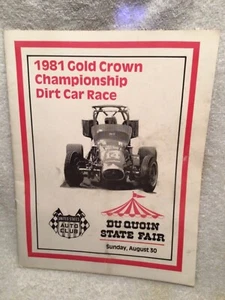 1981 Gold Crown
Championship
Dirt Car Race
UNITED STATES
AUTO
CLUB
DU QUOIN
STATE FAIR
Sunday, August 30